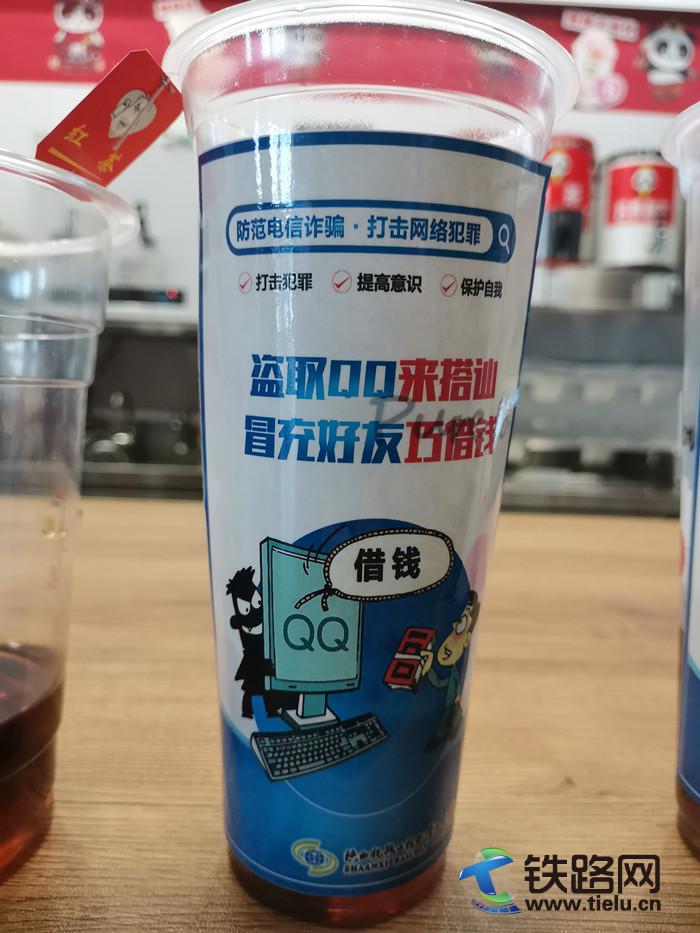 红茶
防范电信诈骗·打击网络犯罪
打击犯罪 提高意识 保护自我
盗取QQ来搭讪
冒充好友巧借钱
借钱
QQ
SHAANXI RAILWAY
铁路网
www.tielu.cn